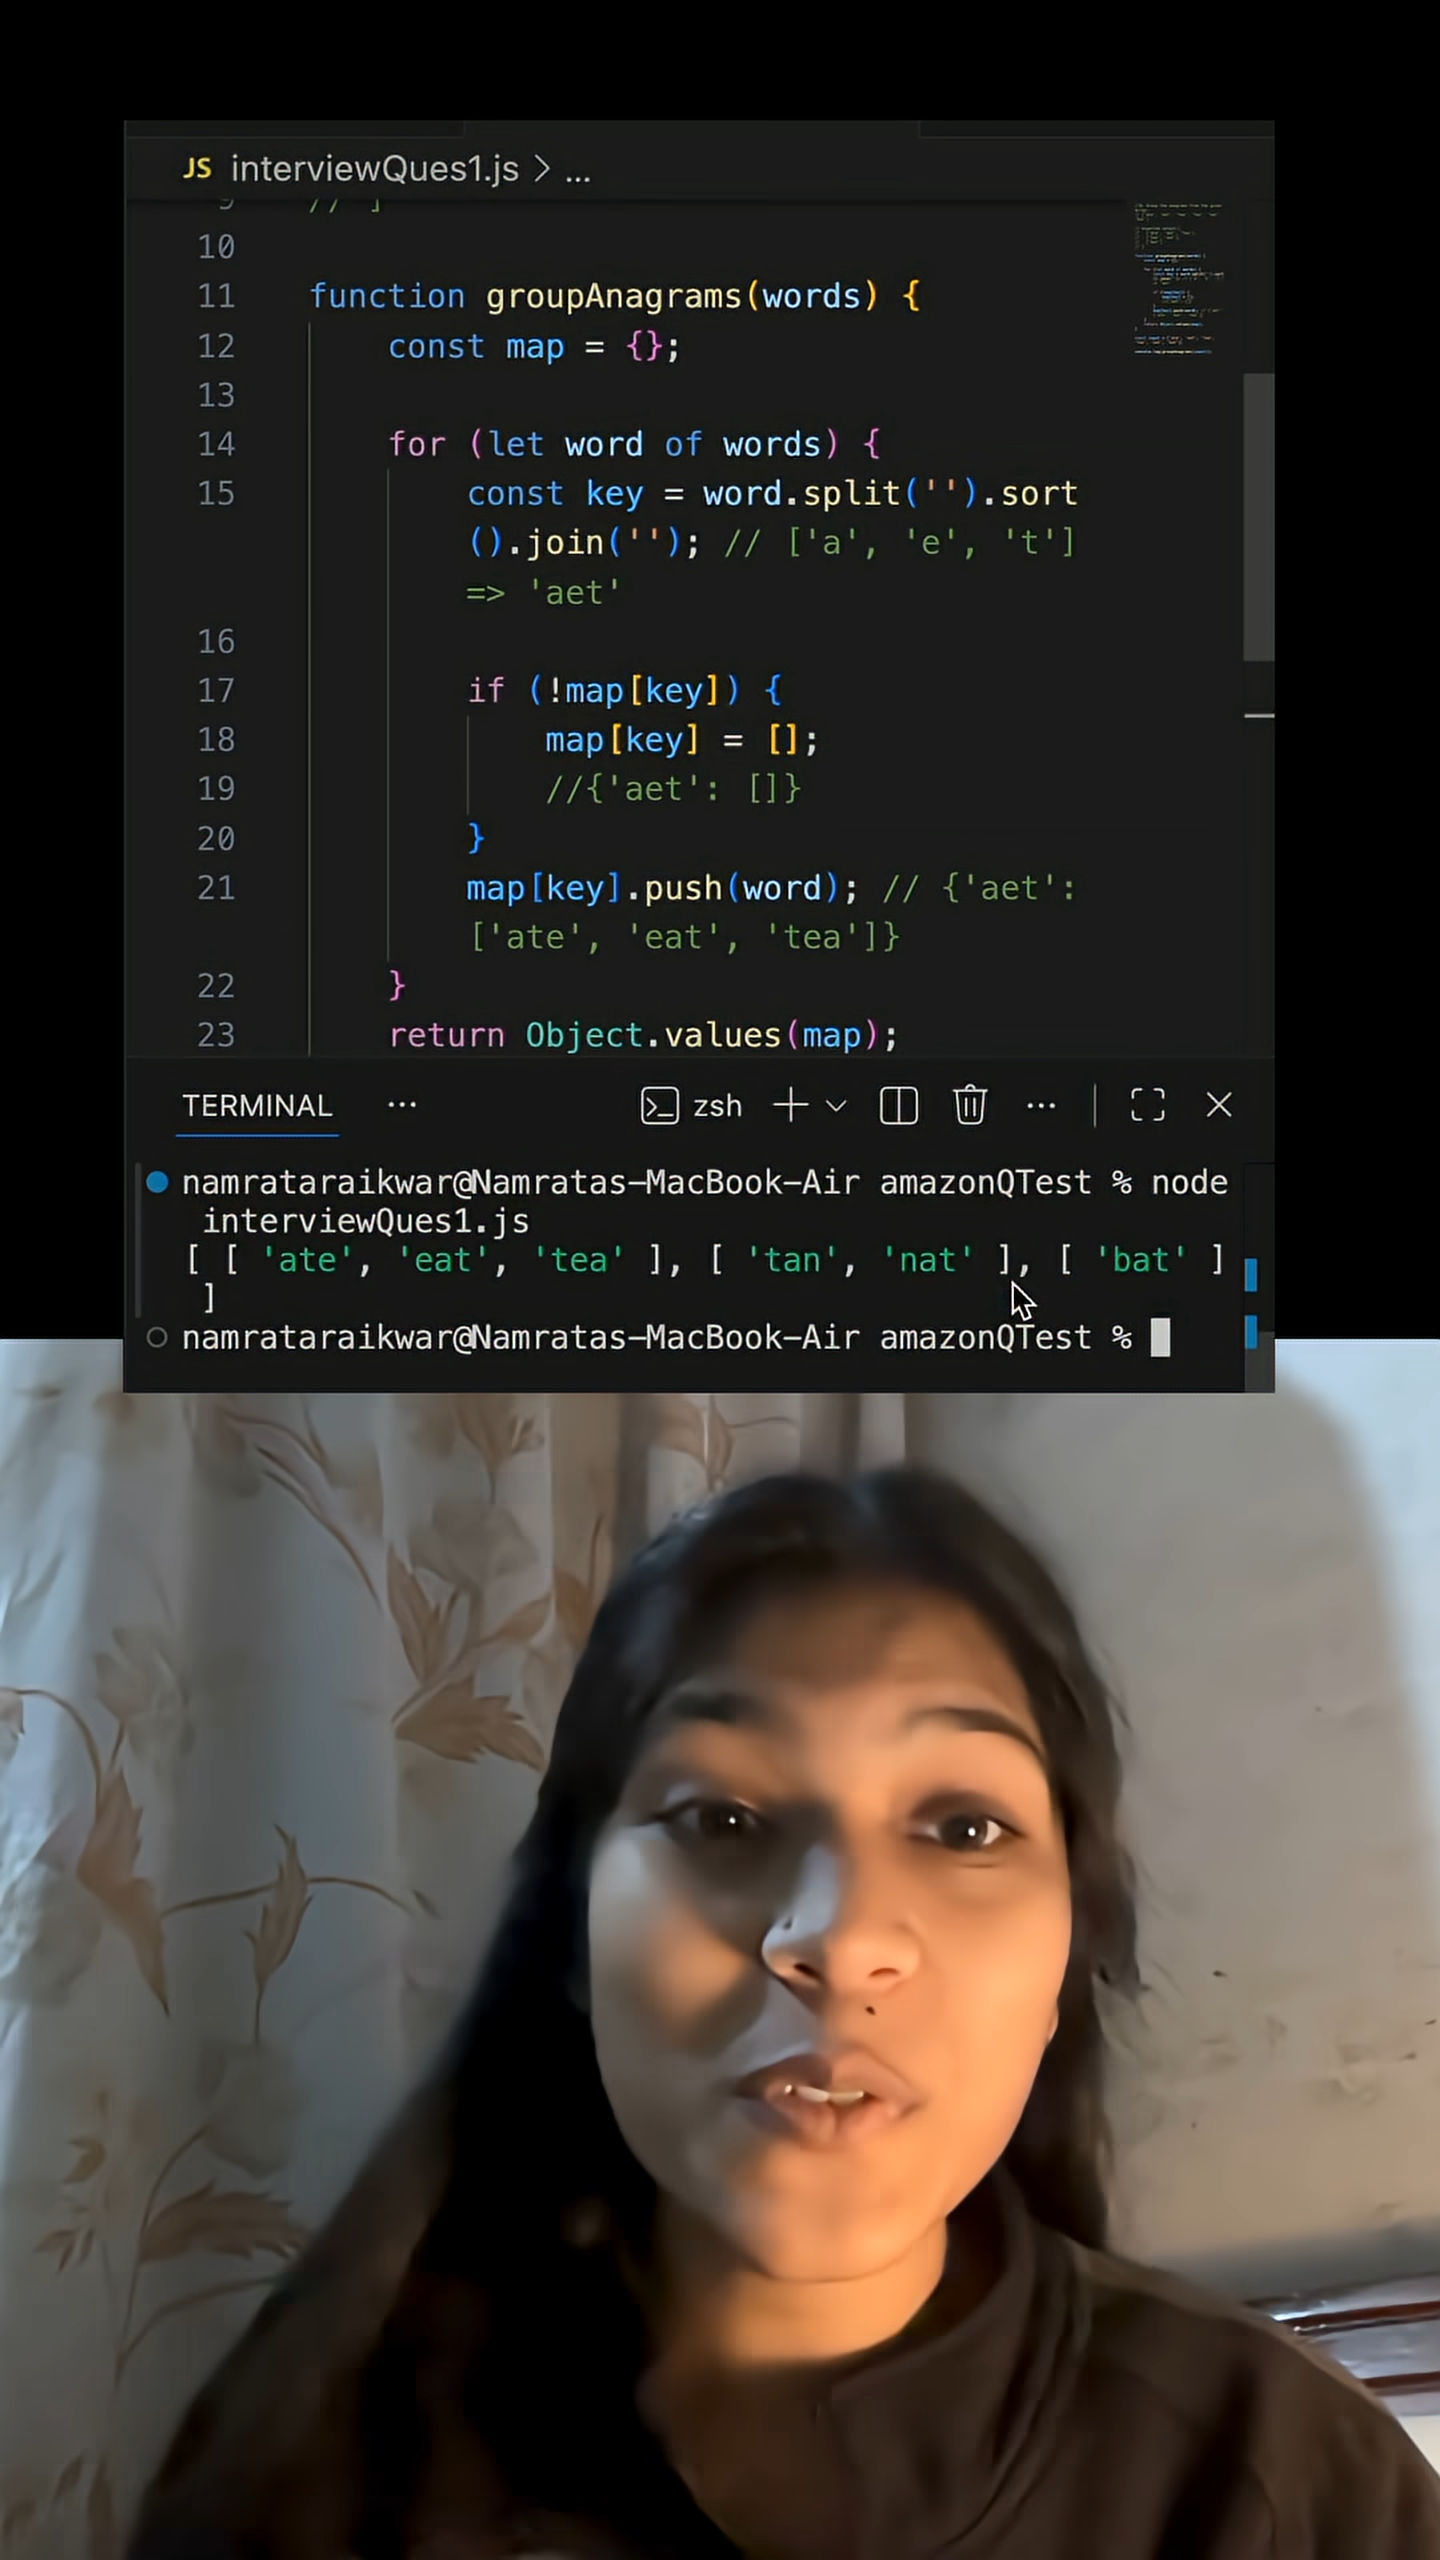 JS interviewQues1.js > ...
9 // ]
10
11 function groupAnagrams(words) {
12 const map = {};
13
14 for (let word of words) {
15 const key = word.split('').sort
().join(''); // ['a', 'e', 't']
=> 'aet'
16
17 if (!map[key]) {
18 map[key] = [];
19 //{'aet': []}
20 }
21 map[key].push(word); // {'aet':
['ate', 'eat', 'tea']}
22 }
23 return Object.values(map);
TERMINAL ... zsh ...
namrataraikwar@Namratas-MacBook-Air amazonQTest % node
interviewQues1.js
[ [ 'ate', 'eat', 'tea' ], [ 'tan', 'nat' ], [ 'bat' ]
]
namrataraikwar@Namratas-MacBook-Air amazonQTest %